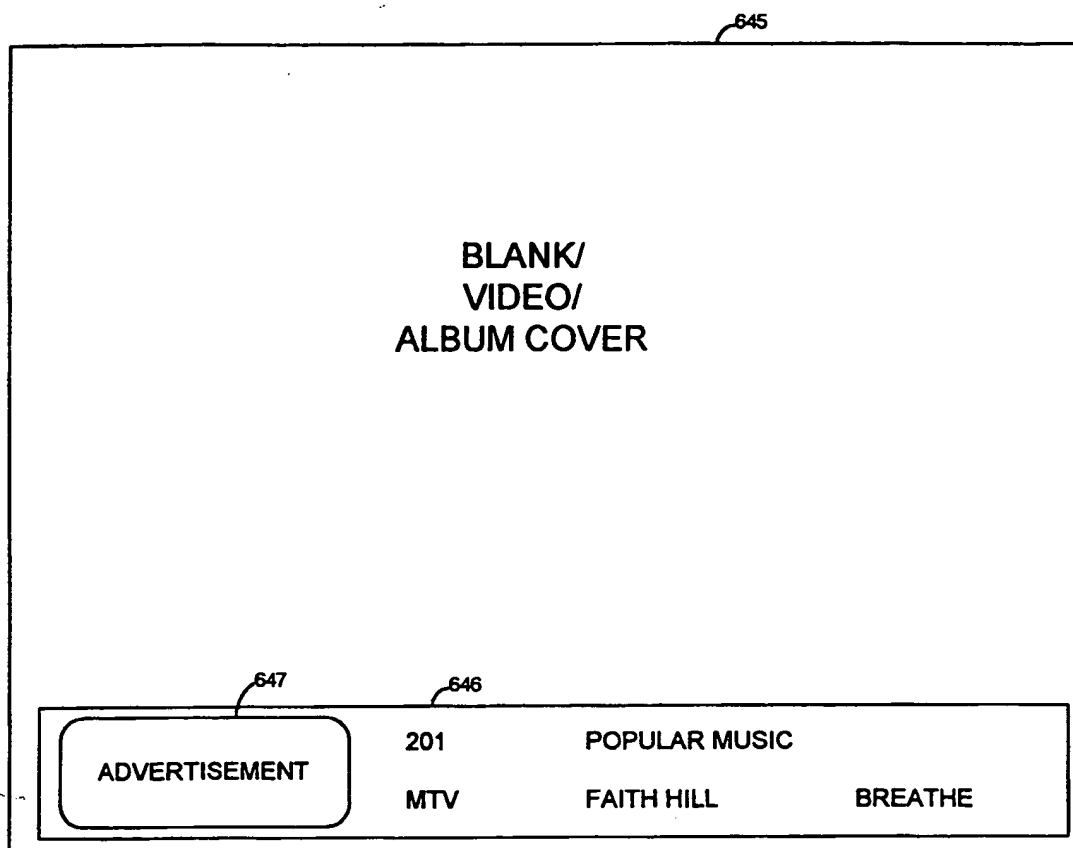 645
BLANK/
VIDEO/
ALBUM COVER
647
646
ADVERTISEMENT
201 POPULAR MUSIC
MTV FAITH HILL BREATHE